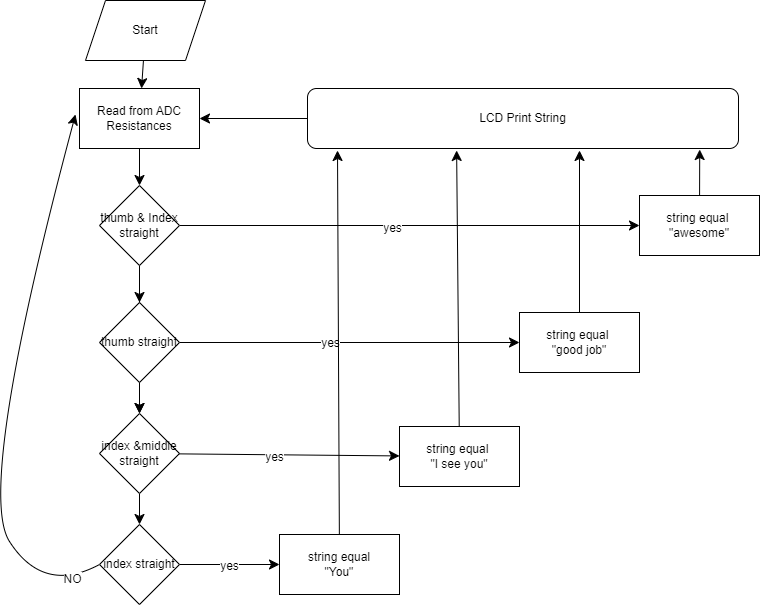 Start
Read from ADC
Resistances
LCD Print String
thumb & Index
straight
yes
string equal
"awesome"
thumb straight
yes
string equal
"good job"
index &middle
straight
yes
string equal
"I see you"
index straight
yes
string equal
"You"
NO